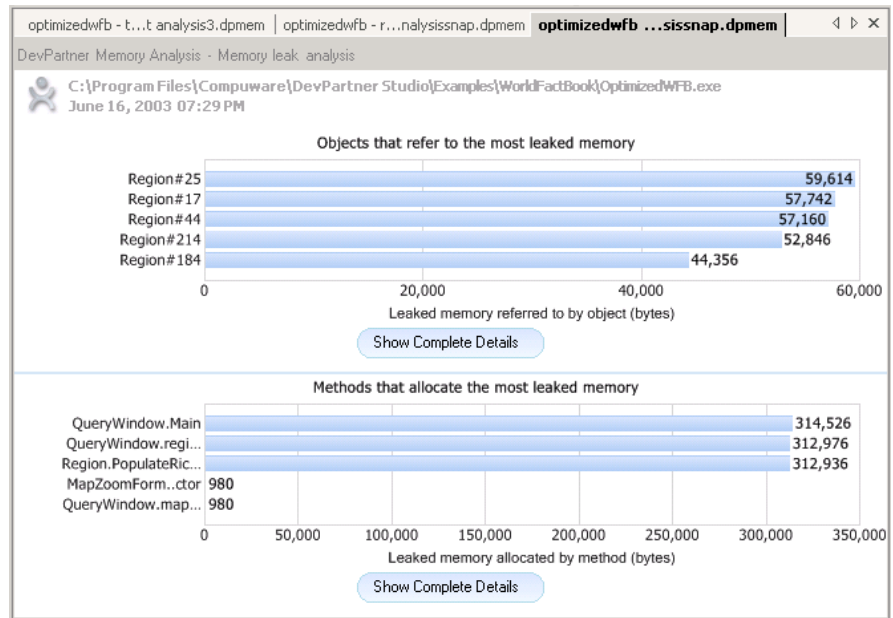 optimizedwfb - t...t analysis3.dpmem optimizedwfb - r...nalysissnap.dpmem optimizedwfb ...sissnap.dpmem
DevPartner Memory Analysis - Memory leak analysis
C:\Program Files\Compuware\DevPartner Studio\Examples\WorldFactBook\OptimizedWFB.exe
June 16, 2003 07:29 PM
Objects that refer to the most leaked memory
Region#25 59,614
Region#17 57,742
Region#44 57,160
Region#214 52,846
Region#184 44,356
0 20,000 40,000 60,000
Leaked memory referred to by object (bytes)
Show Complete Details
Methods that allocate the most leaked memory
QueryWindow.Main 314,526
QueryWindow.regi... 312,976
Region.PopulateRic... 312,936
MapZoomForm..ctor 980
QueryWindow.map... 980
0 50,000 100,000 150,000 200,000 250,000 300,000 350,000
Leaked memory allocated by method (bytes)
Show Complete Details